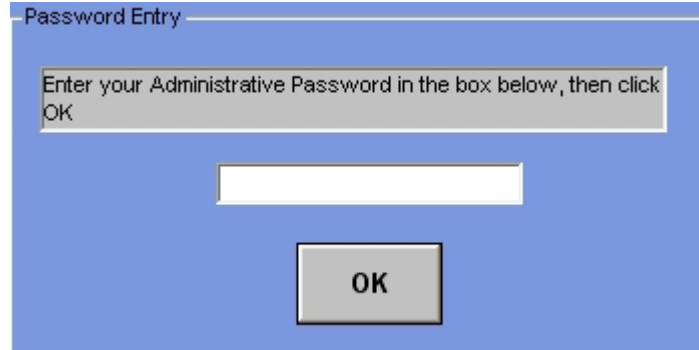 Password Entry
Enter your Administrative Password in the box below, then click
OK
OK